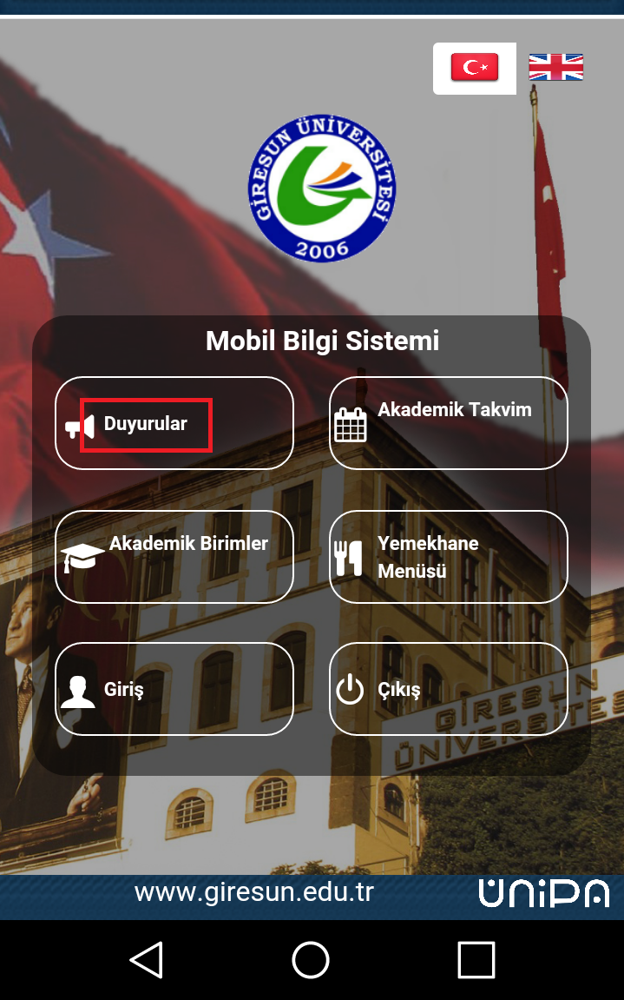 GİRESUN ÜNİVERSİTESİ
2006
Mobil Bilgi Sistemi
Duyurular
Akademik Takvim
Akademik Birimler
Yemekhane
Menüsü
Giriş
Çıkış
GİRESUN
ÜNİVERSİTESİ
www.giresun.edu.tr
ÜNİPA